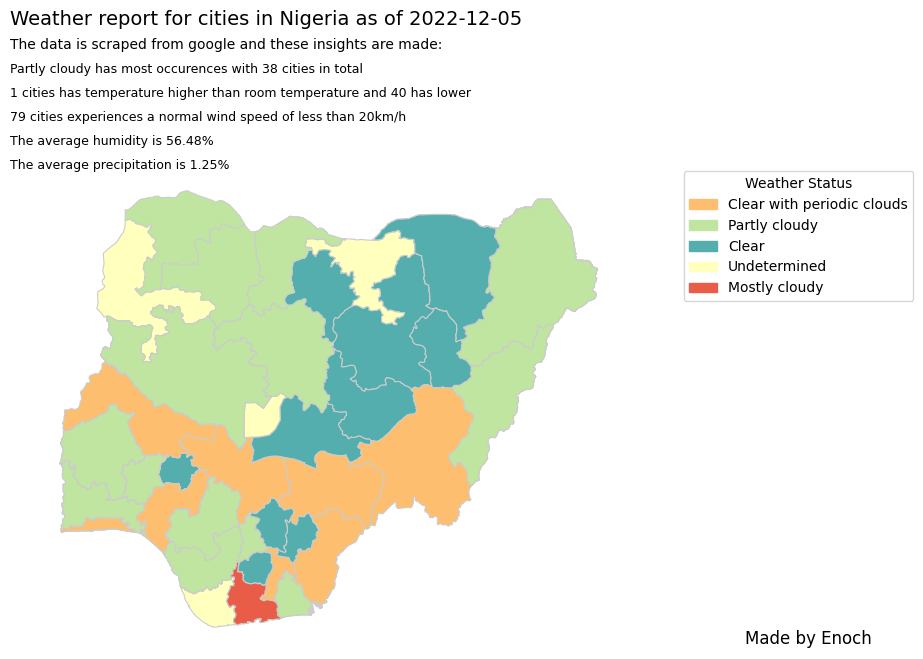 Weather report for cities in Nigeria as of 2022-12-05
The data is scraped from google and these insights are made:
Partly cloudy has most occurences with 38 cities in total
1 cities has temperature higher than room temperature and 40 has lower
79 cities experiences a normal wind speed of less than 20km/h
The average humidity is 56.48%
The average precipitation is 1.25%
Weather Status
Clear with periodic clouds
Partly cloudy
Clear
Undetermined
Mostly cloudy
Made by Enoch